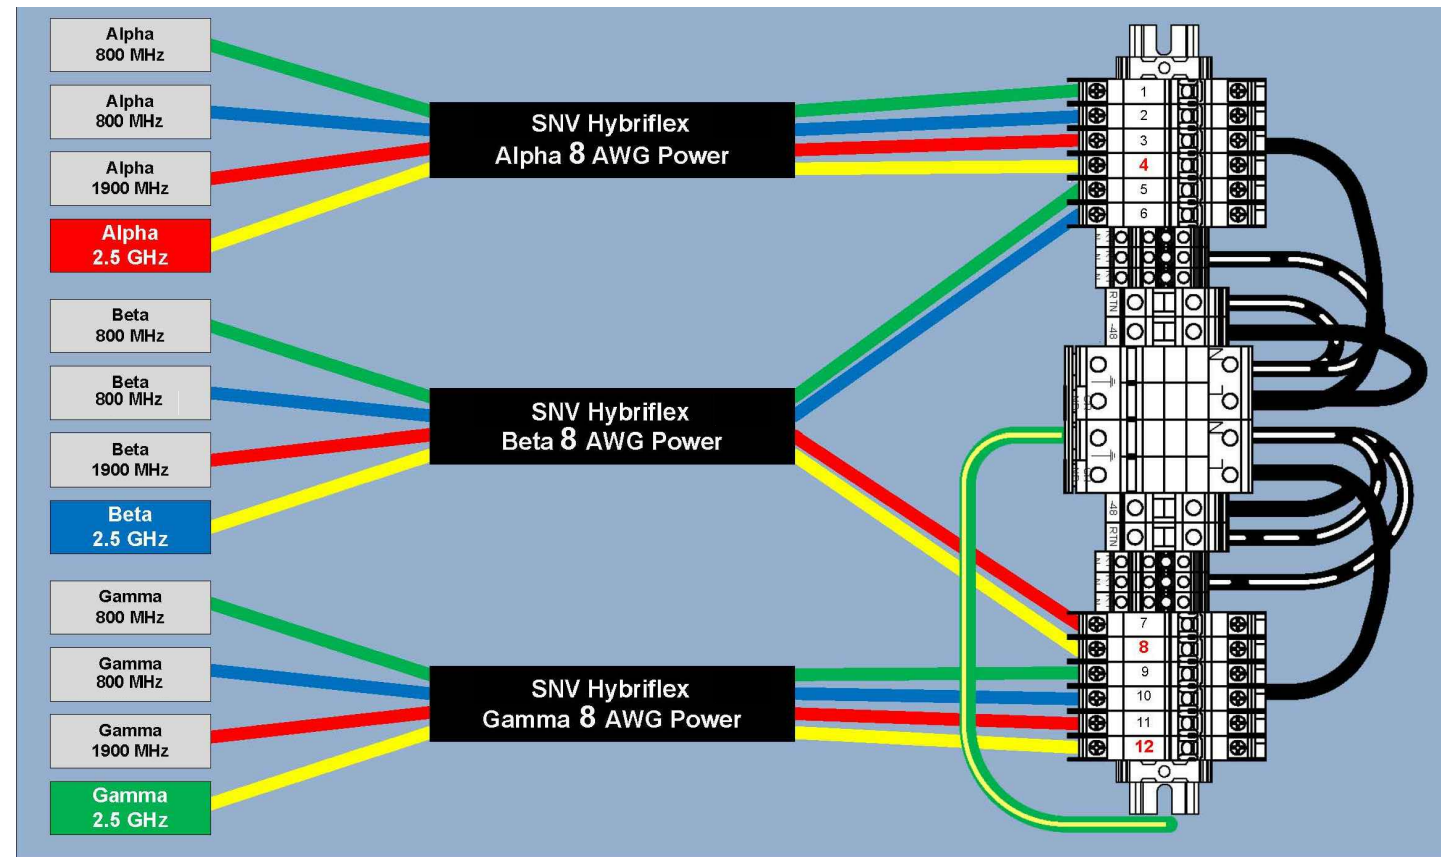 Alpha
800 MHz
Alpha
800 MHz
Alpha
1900 MHz
Alpha
2.5 GHz
SNV Hybriflex
Alpha 8 AWG Power
Beta
800 MHz
Beta
800 MHz
Beta
1900 MHz
Beta
2.5 GHz
SNV Hybriflex
Beta 8 AWG Power
Gamma
800 MHz
Gamma
800 MHz
Gamma
1900 MHz
Gamma
2.5 GHz
SNV Hybriflex
Gamma 8 AWG Power
1
2
3
4
5
6
RTN
-48
N
L
N
L
-48
RTN
7
8
9
10
11
12